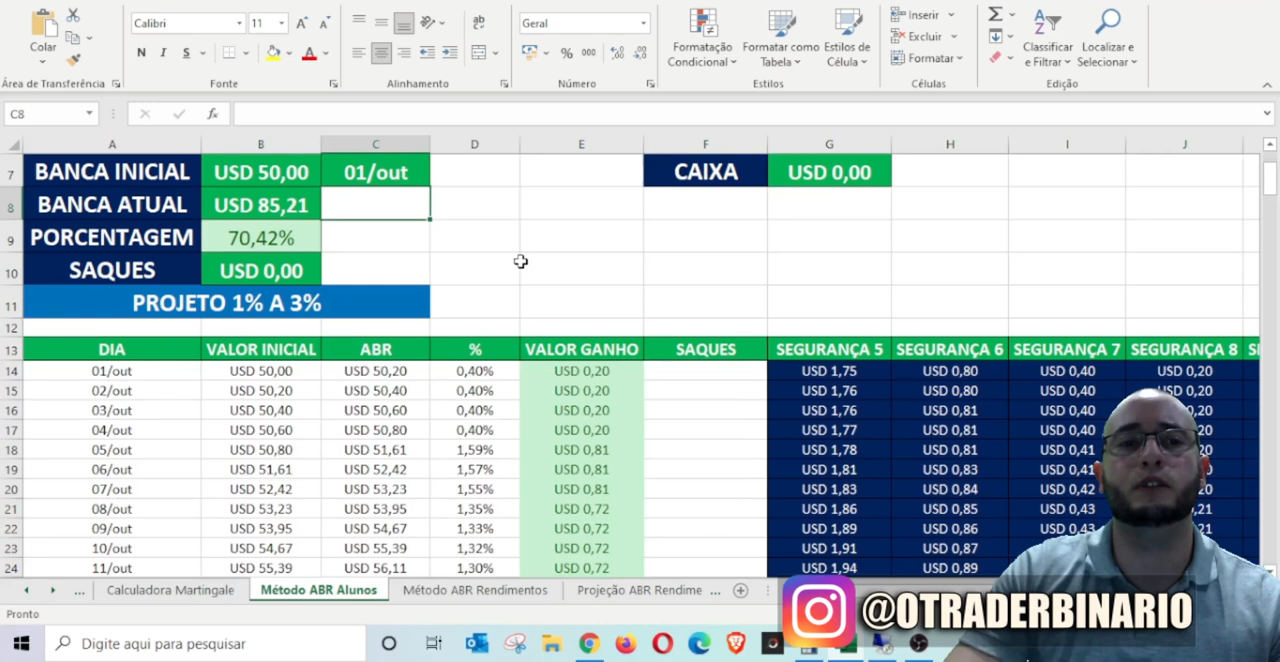 Colar
Calibri 11
N I S
Geral
% 000
Formatação Condicional
Formatar como Tabela
Estilos de Célula
Inserir
Excluir
Formatar
Classificar e Filtrar
Localizar e Selecionar
Área de Transferência Fonte Alinhamento Número Estilos Células Edição
C8 fx
A B C D E F G H I J
7 BANCA INICIAL USD 50,00 01/out CAIXA USD 0,00
8 BANCA ATUAL USD 85,21
9 PORCENTAGEM 70,42%
10 SAQUES USD 0,00
11 PROJETO 1% A 3%
12
13 DIA VALOR INICIAL ABR % VALOR GANHO SAQUES SEGURANÇA 5 SEGURANÇA 6 SEGURANÇA 7 SEGURANÇA 8
14 01/out USD 50,00 USD 50,20 0,40% USD 0,20 USD 1,75 USD 0,80 USD 0,40 USD 0,20
15 02/out USD 50,20 USD 50,40 0,40% USD 0,20 USD 1,76 USD 0,80 USD 0,40
16 03/out USD 50,40 USD 50,60 0,40% USD 0,20 USD 1,76 USD 0,81 USD 0,40
17 04/out USD 50,60 USD 50,80 0,40% USD 0,20 USD 1,77 USD 0,81 USD 0,40
18 05/out USD 50,80 USD 51,61 1,59% USD 0,81 USD 1,78 USD 0,81 USD 0,41
19 06/out USD 51,61 USD 52,42 1,57% USD 0,81 USD 1,81 USD 0,83 USD 0,41
20 07/out USD 52,42 USD 53,23 1,55% USD 0,81 USD 1,83 USD 0,84 USD 0,42
21 08/out USD 53,23 USD 53,95 1,35% USD 0,72 USD 1,86 USD 0,85 USD 0,43
22 09/out USD 53,95 USD 54,67 1,33% USD 0,72 USD 1,89 USD 0,86 USD 0,43
23 10/out USD 54,67 USD 55,39 1,32% USD 0,72 USD 1,91 USD 0,87
24 11/out USD 55,39 USD 56,11 1,30% USD 0,72 USD 1,94 USD 0,89
... Calculadora Martingale Método ABR Alunos Método ABR Rendimentos Projeção ABR Rendime ...
Pronto
@OTRADERBINARIO
Digite aqui para pesquisar